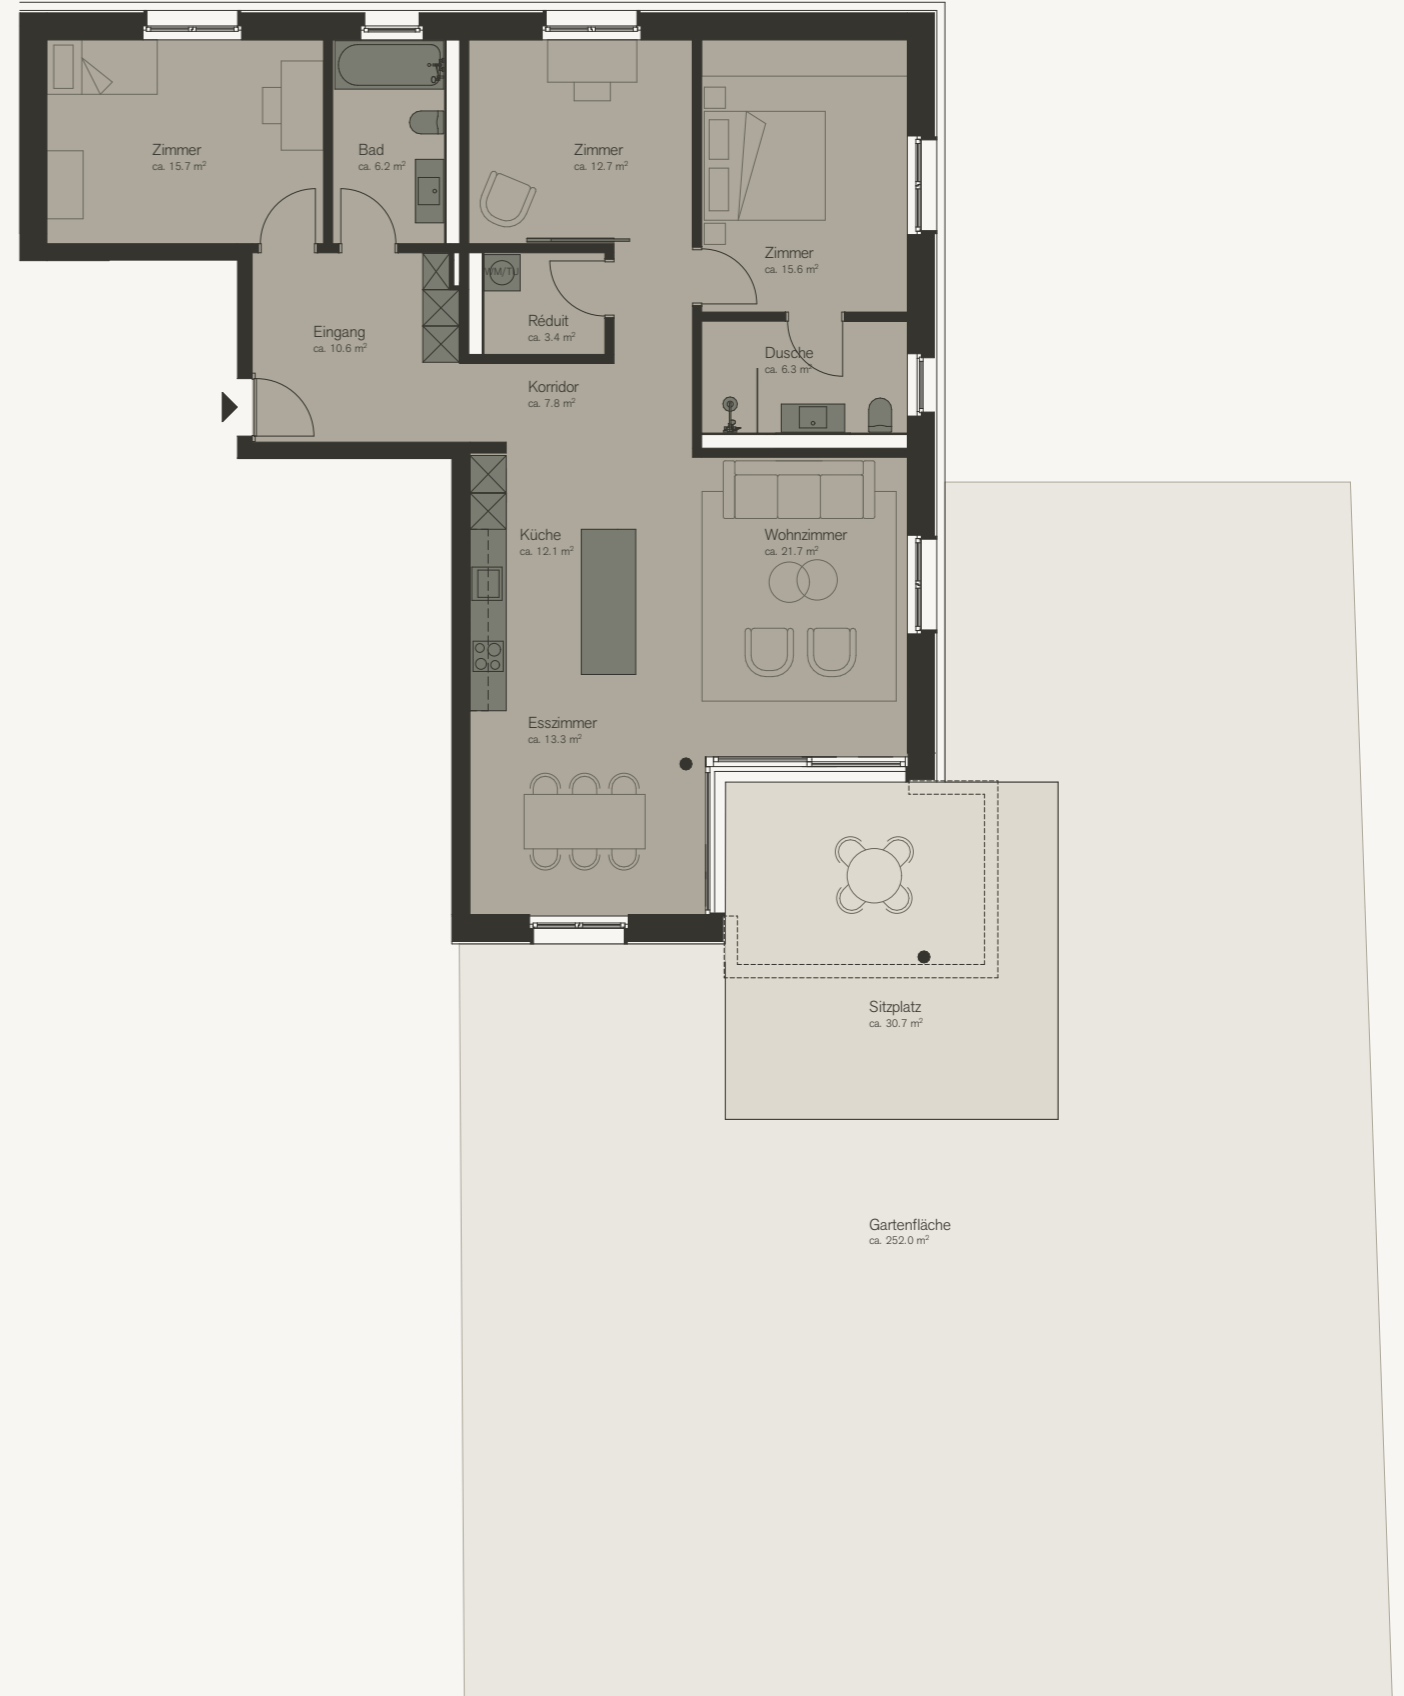 Zimmer
ca. 15.7 m²
Bad
ca. 6.2 m²
Zimmer
ca. 12.7 m²
Zimmer
ca. 15.6 m²
WM/TU
Eingang
ca. 10.6 m²
Réduit
ca. 3.4 m²
Dusche
ca. 6.3 m²
Korridor
ca. 7.8 m²
Küche
ca. 12.1 m²
Wohnzimmer
ca. 21.7 m²
Esszimmer
ca. 13.3 m²
Sitzplatz
ca. 30.7 m²
Gartenfläche
ca. 252.0 m²